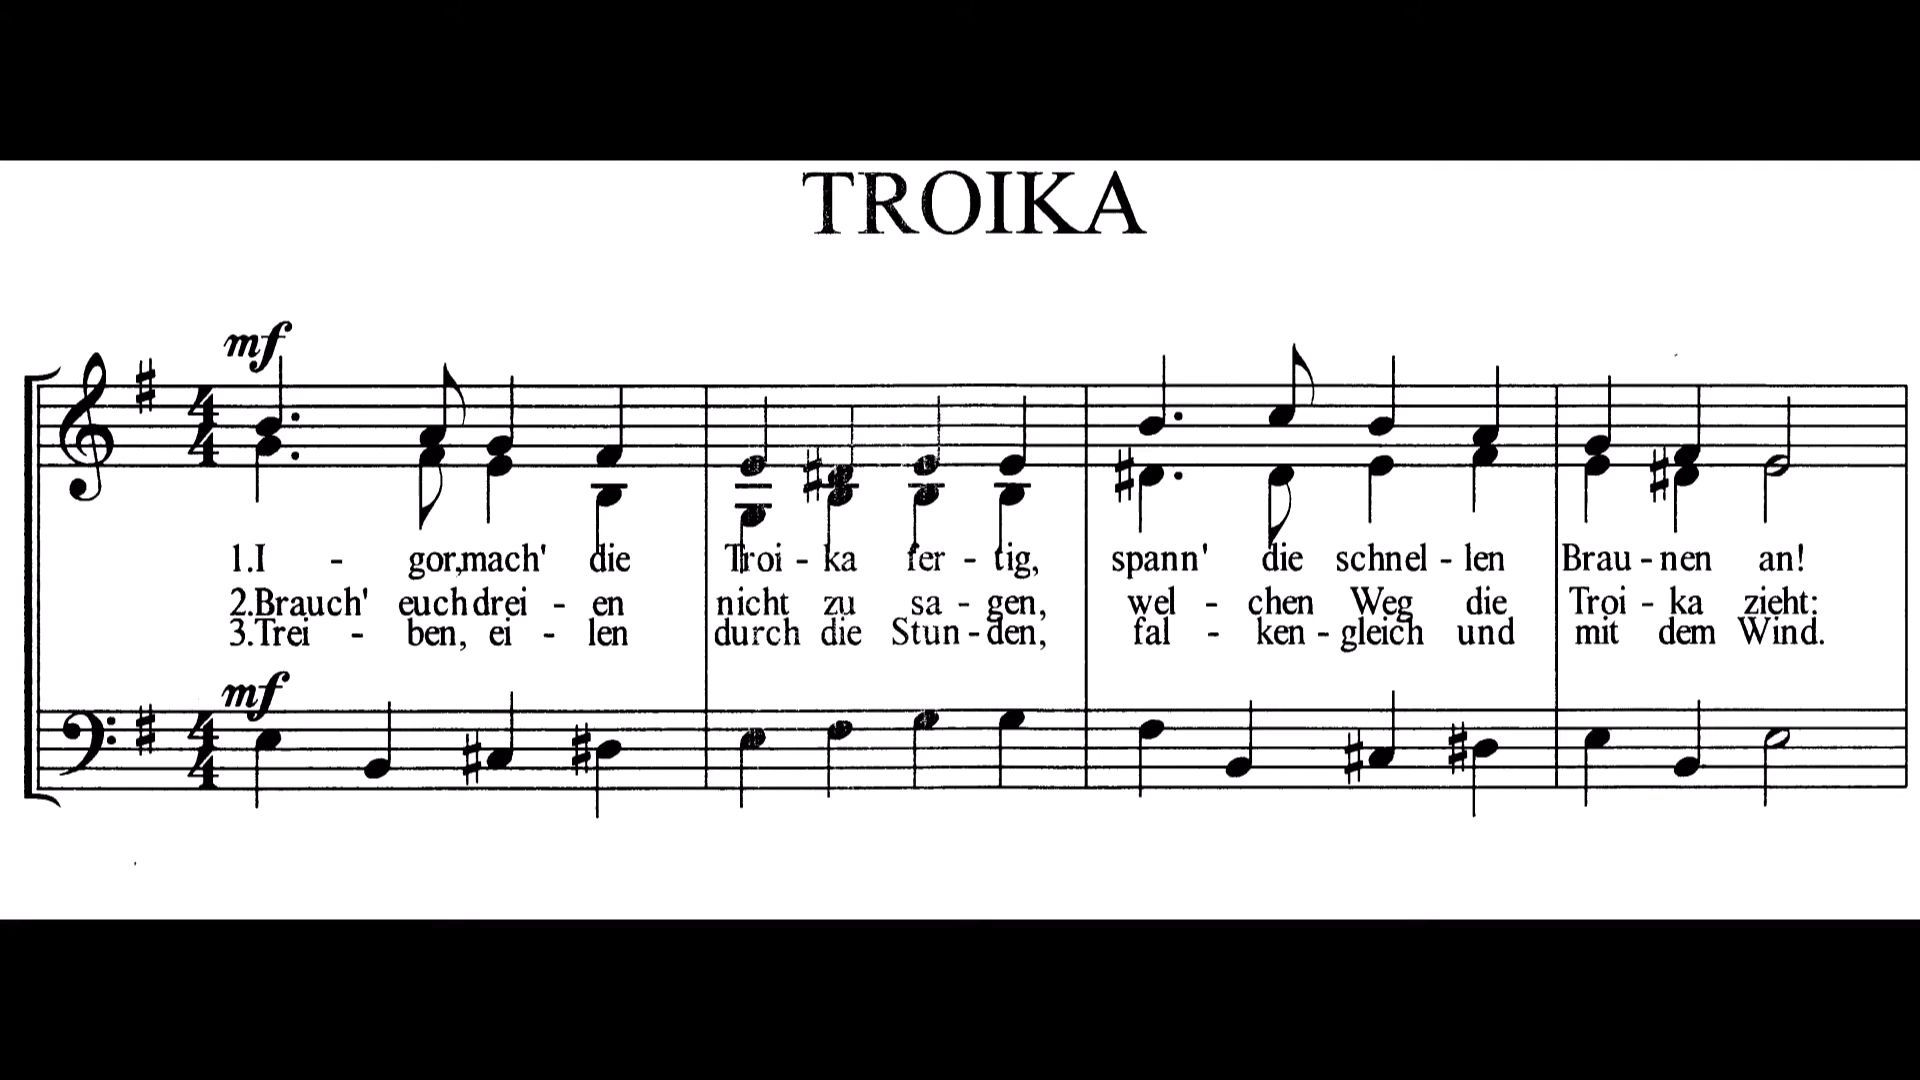 TROIKA
mf
1.I - gor,mach' die Troi - ka fer - tig, spann' die schnel - len Brau - nen an!
2.Brauch' euch drei - en nicht zu sa - gen, wel - chen Weg die Troi - ka zieht:
3.Trei - ben, ei - len durch die Stun - den, fal - ken - gleich und mit dem Wind.
mf